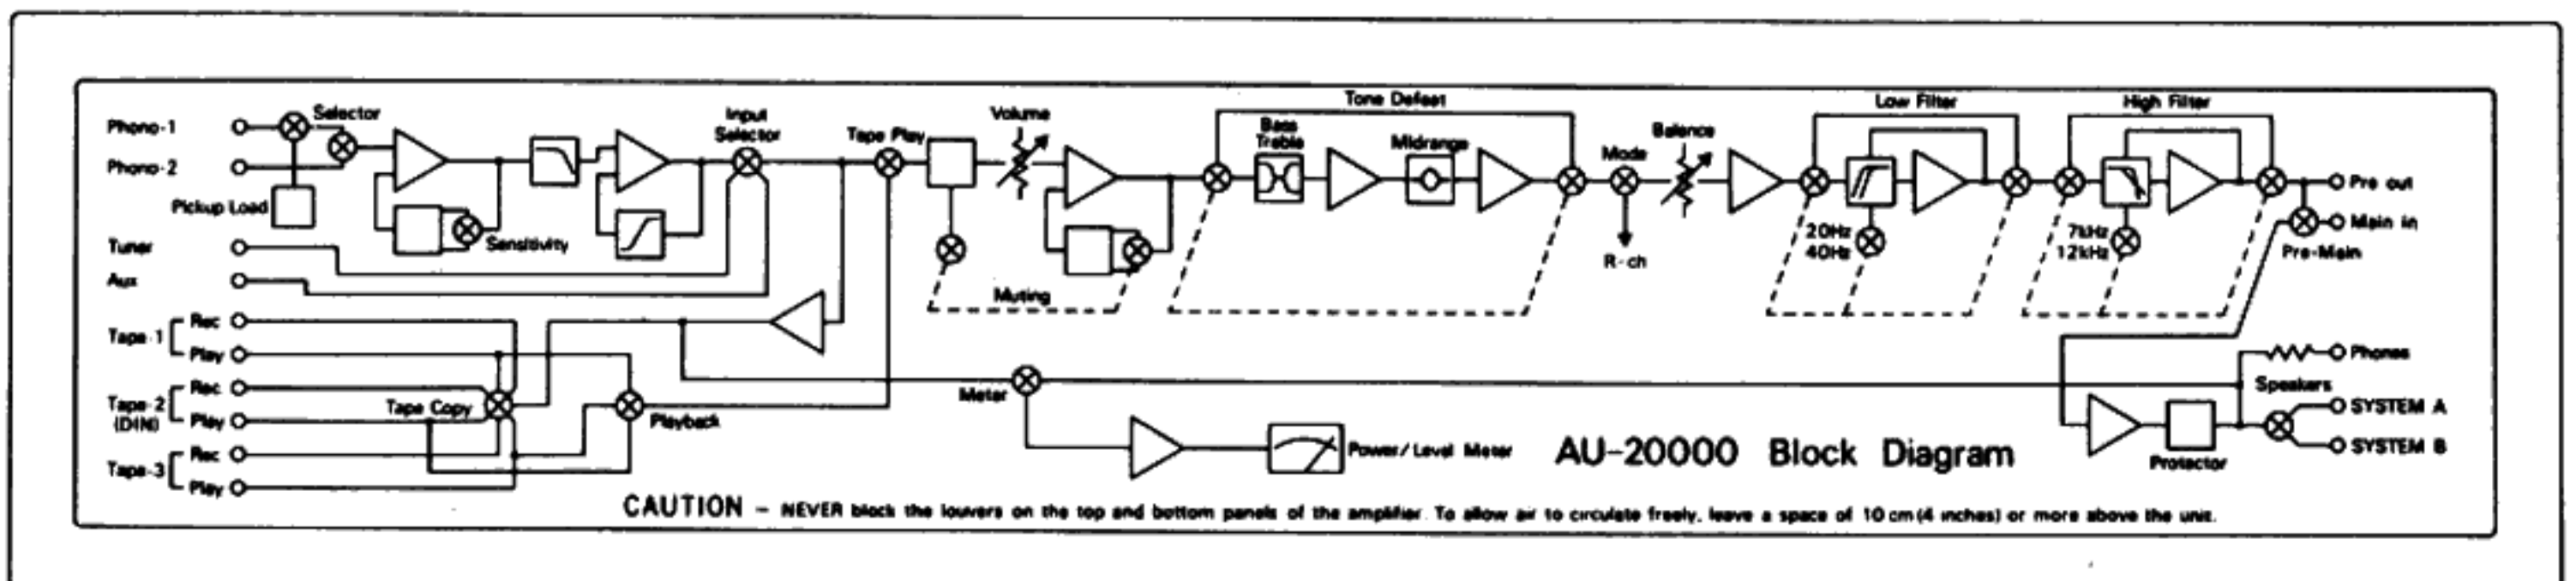 Phono-1
Selector
Phono-2
Pickup Load
Sensitivity
Tuner
Aux
Input
Selector
Tape Play
Volume
Muting
Tone Defeat
Bass
Treble
Midrange
Mode
R-ch
Balance
Low Filter
20Hz
40Hz
High Filter
7kHz
12kHz
Pre out
Main in
Pre-Main
Tape-1
Rec
Play
Tape-2
(DIN)
Rec
Play
Tape-3
Rec
Play
Tape Copy
Playback
Meter
Power/Level Meter
Phones
Speakers
SYSTEM A
SYSTEM B
Protector
AU-20000 Block Diagram
CAUTION – NEVER block the louvers on the top and bottom panels of the amplifier. To allow air to circulate freely, leave a space of 10 cm (4 inches) or more above the unit.